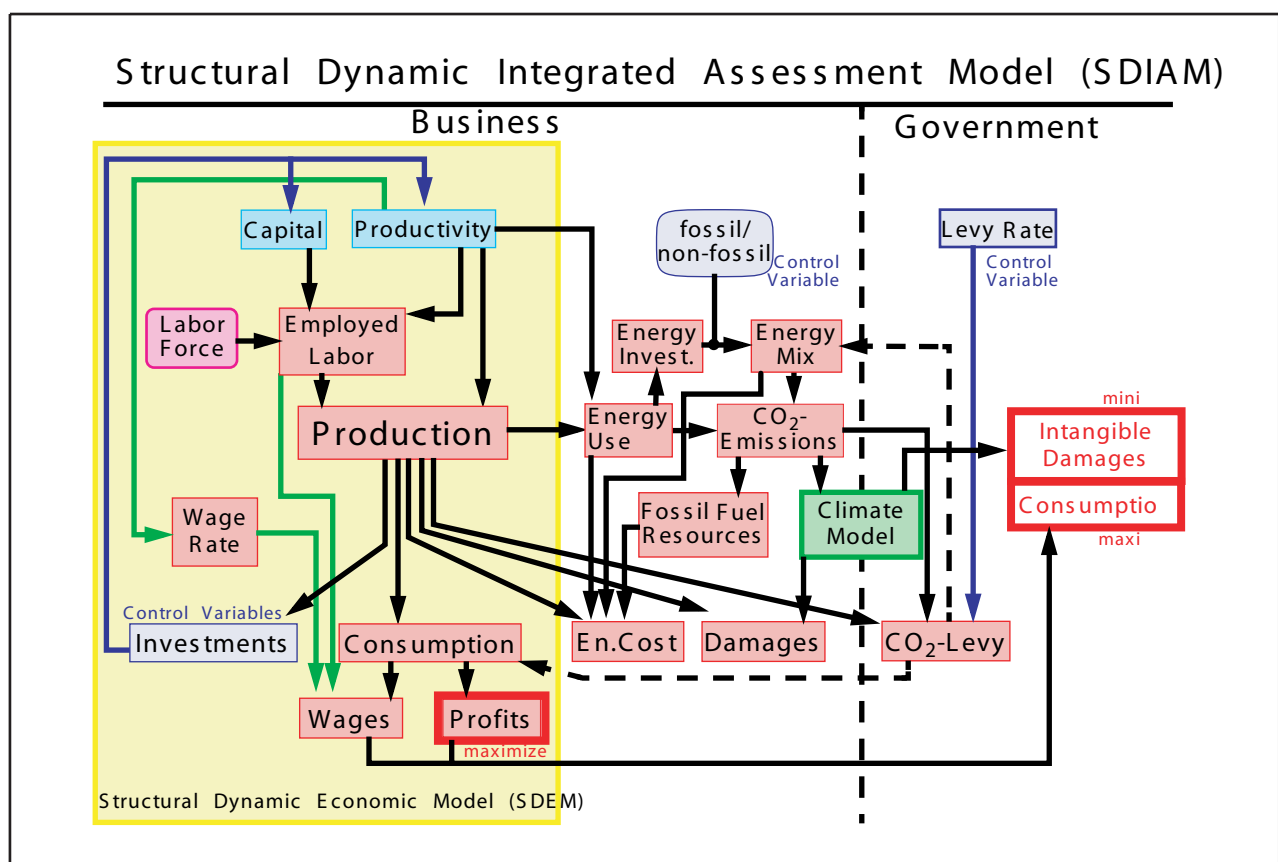 Structural Dynamic Integrated Assessment Model (SDIAM)
Business
Government
Capital
Productivity
fossil/
non-fossil
Control
Variable
Levy Rate
Control
Variable
Labor
Force
Employed
Labor
Energy
Invest.
Energy
Mix
Production
Energy
Use
CO₂-
Emissions
mini
Intangible
Damages
Consumptio
maxi
Wage
Rate
Fossil Fuel
Resources
Climate
Model
Control Variables
Investments
Consumption
En.Cost
Damages
CO₂-Levy
Wages
Profits
maximize
Structural Dynamic Economic Model (SDEM)